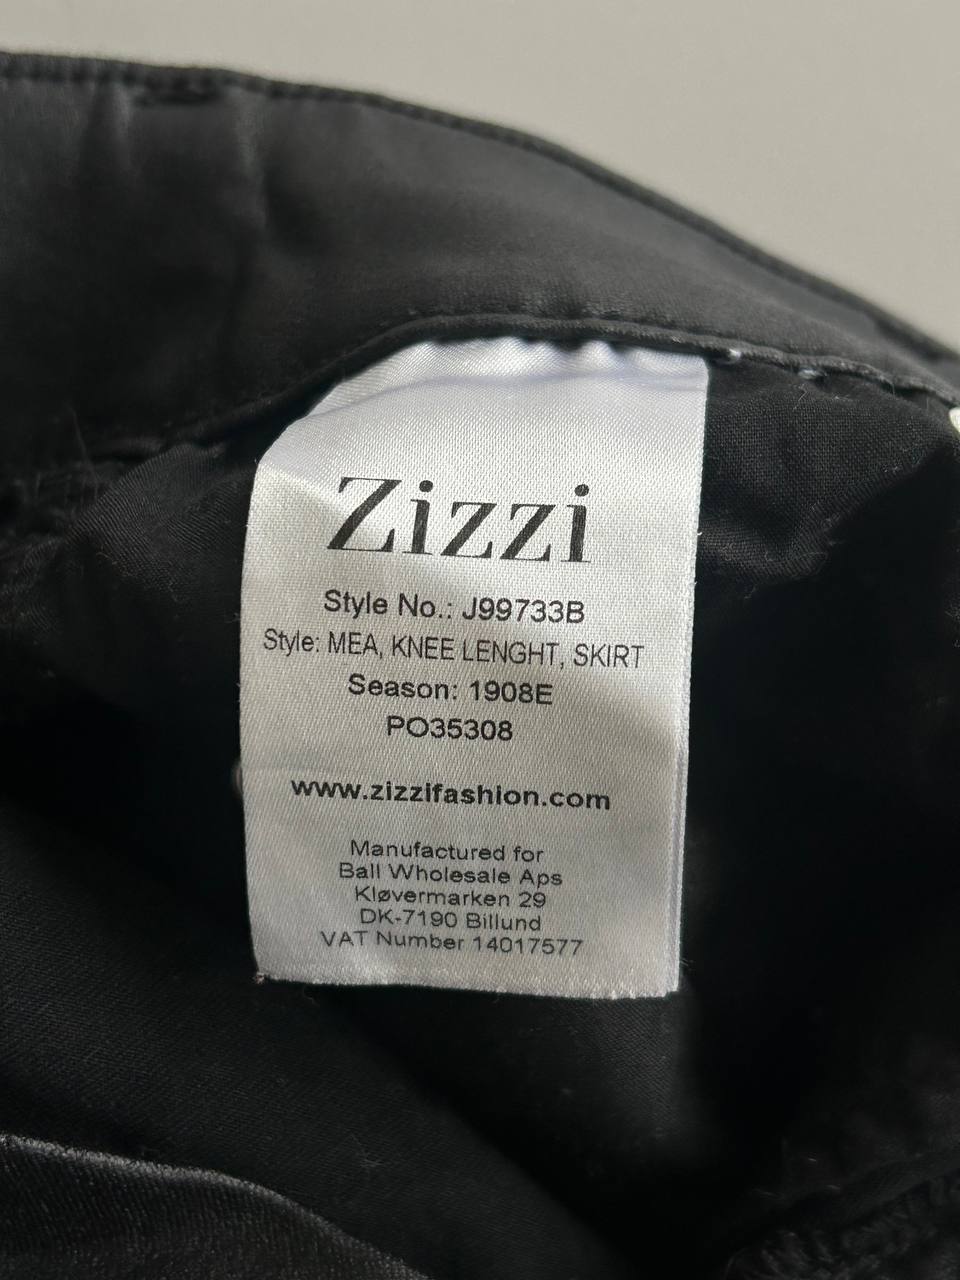 Zizzi
Style No.: J99733B
Style: MEA, KNEE LENGHT, SKIRT
Season: 1908E
PO35308
www.zizzifashion.com
Manufactured for
Ball Wholesale Aps
Kløvermarken 29
DK-7190 Billund
VAT Number 14017577